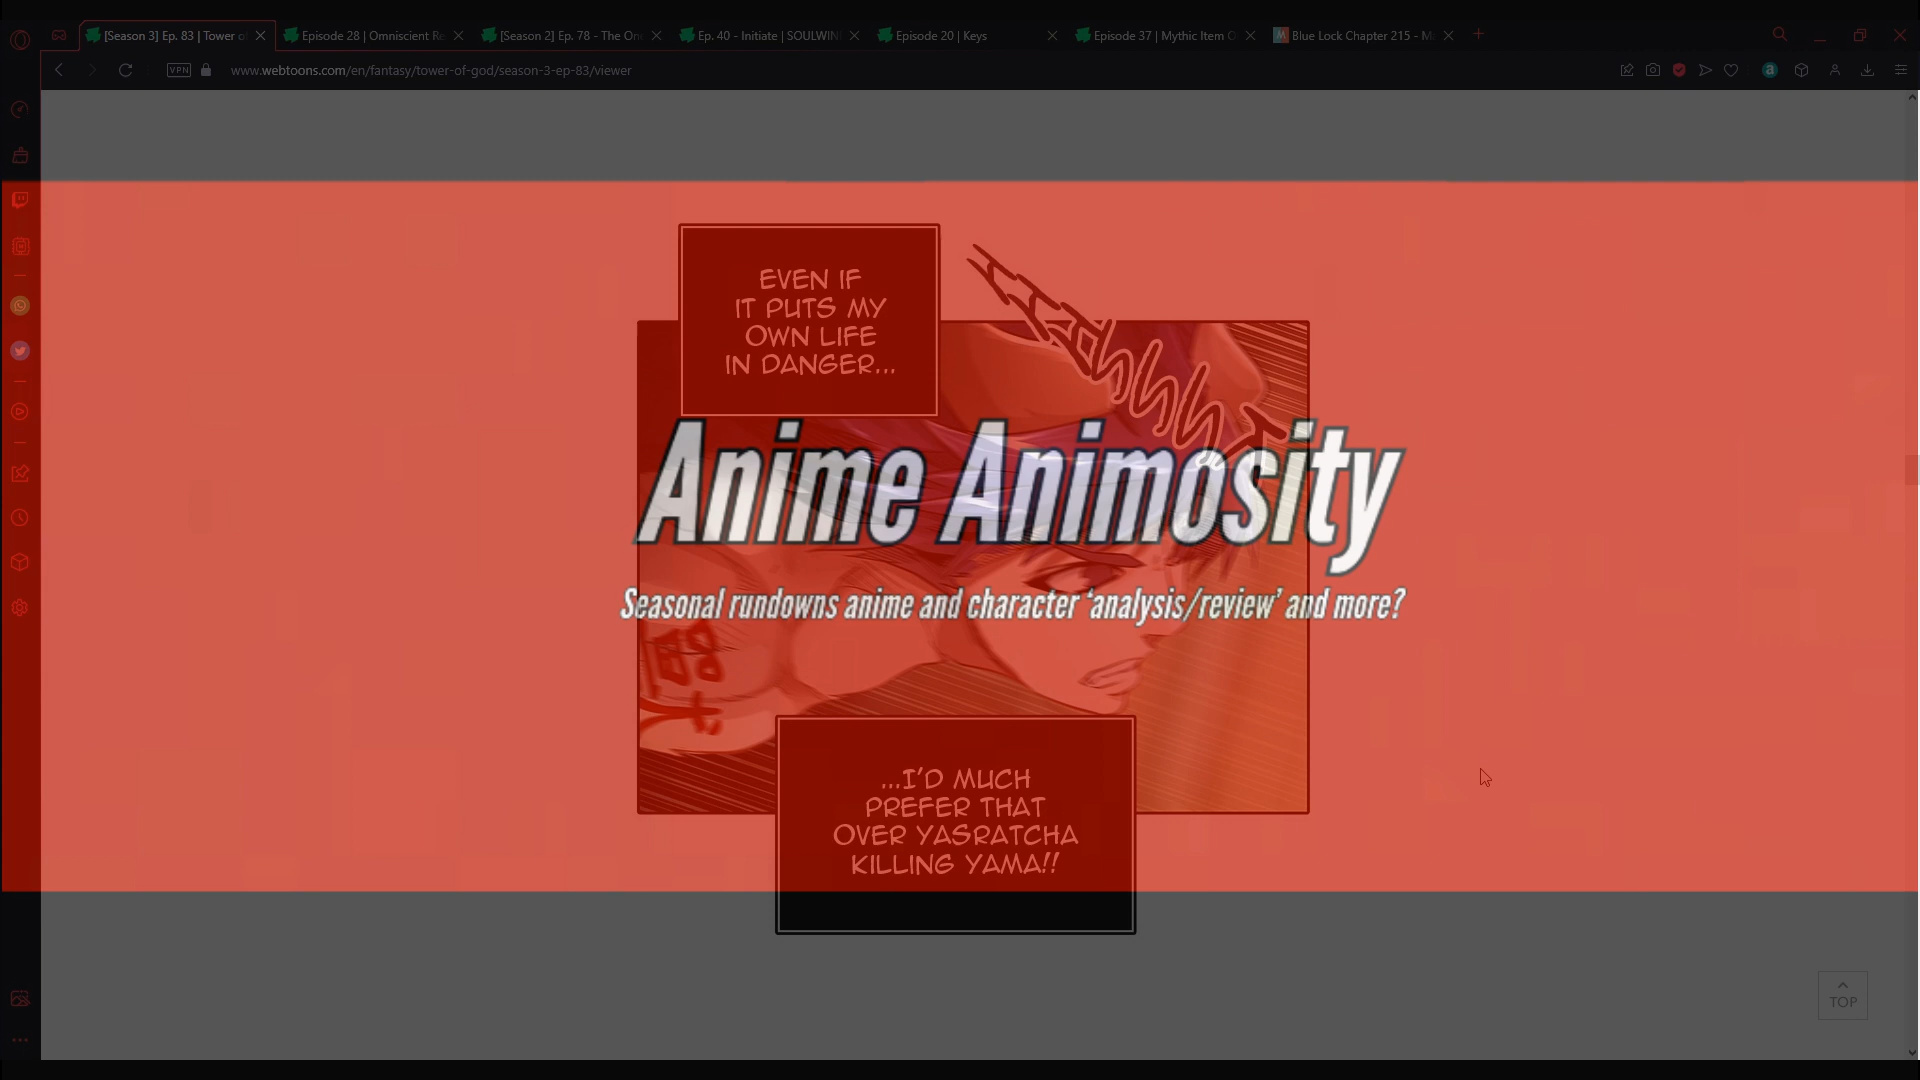 [Season 3] Ep. 83 | Tower o
Episode 28 | Omniscient R
[Season 2] Ep. 78 - The On
Ep. 40 - Initiate | SOULWIN
Episode 20 | Keys
Episode 37 | Mythic Item O
Blue Lock Chapter 215 - M
VPN
www.webtoons.com/en/fantasy/tower-of-god/season-3-ep-83/viewer
EVEN IF
IT PUTS MY
OWN LIFE
IN DANGER...
Anime Animosity
Seasonal rundowns anime and character 'analysis/review' and more?
...I'D MUCH
PREFER THAT
OVER YASRATCHA
KILLING YAMA!!
TOP